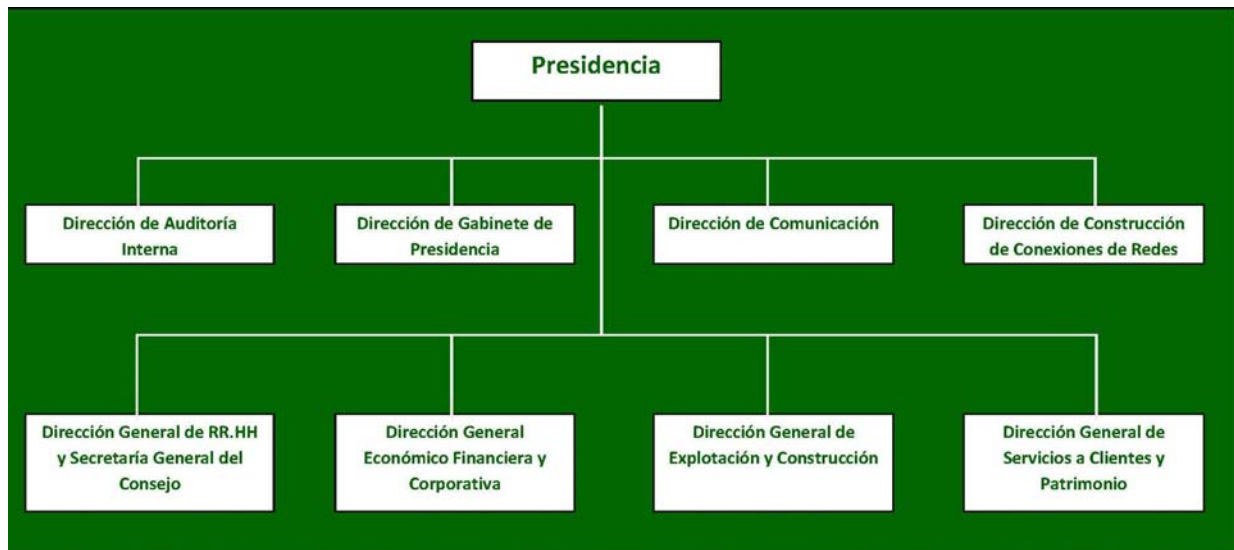 Presidencia
Dirección de Auditoría
Interna
Dirección de Gabinete de
Presidencia
Dirección de Comunicación
Dirección de Construcción
de Conexiones de Redes
Dirección General de RR.HH
y Secretaría General del
Consejo
Dirección General
Económico Financiera y
Corporativa
Dirección General de
Explotación y Construcción
Dirección General de
Servicios a Clientes y
Patrimonio